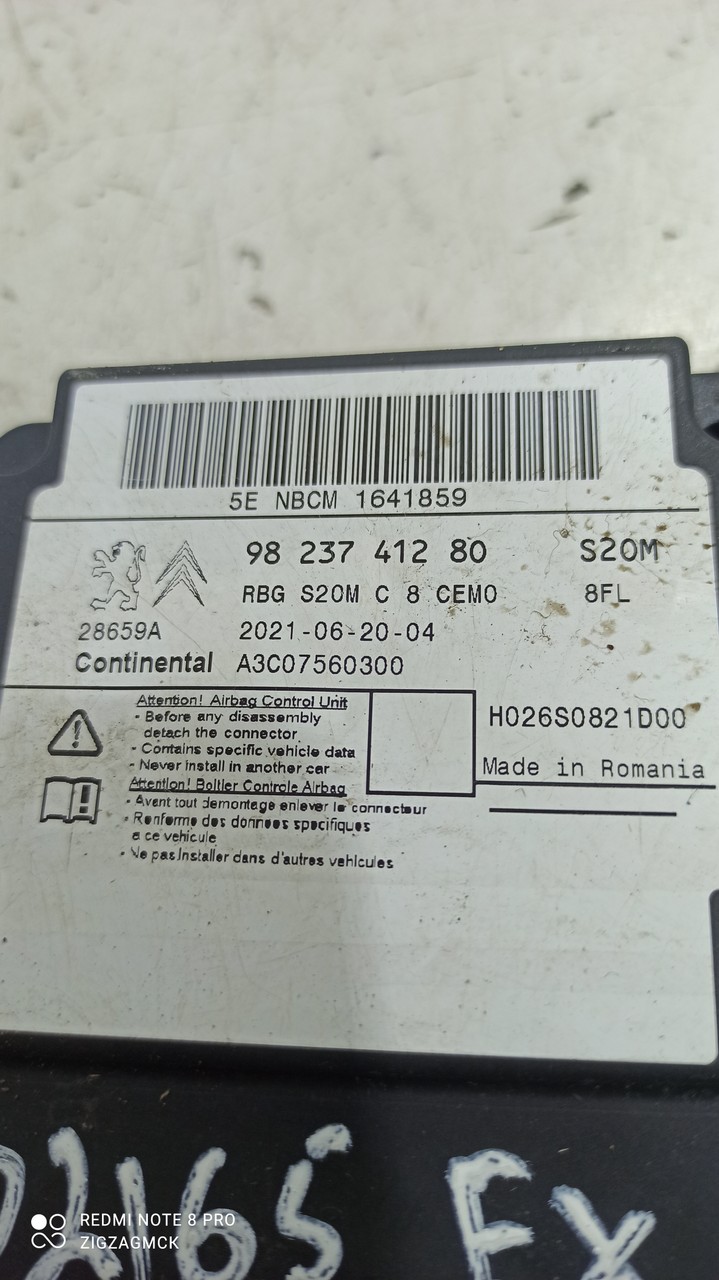 5E NBCM 1641859
98 237 412 80 S20M
RBG S20M C 8 CEM0 8FL
28659A 2021-06-20-04
Continental A3C07560300
Attention! Airbag Control Unit
- Before any disassembly
detach the connector
- Contains specific vehicle data
- Never install in another car
Attention! Boitier Controle Airbag
- Avant tout demontage enlever le connecteur
- Renferme des donnees specifiques
a ce vehicule
- Ne pas installer dans d'autres vehicules
H026S0821D00
Made in Romania
02165 EX
REDMI NOTE 8 PRO
ZIGZAGMCK